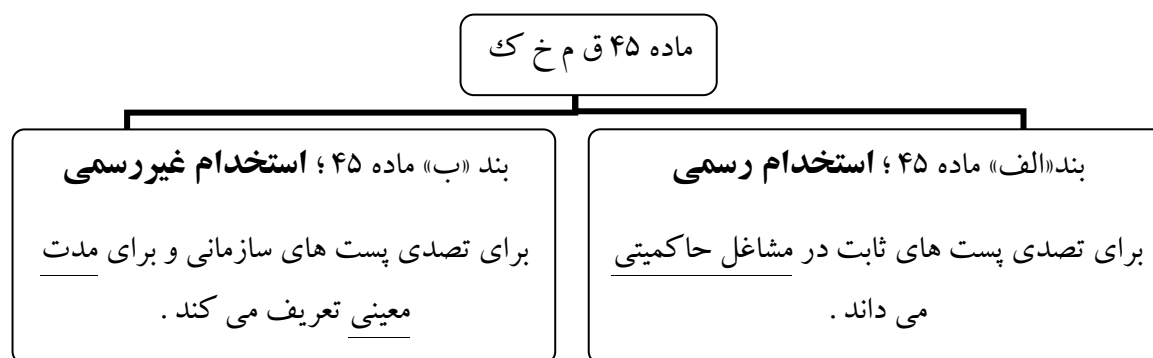 ماده ۴۵ ق م خ ك
بند«الف» ماده ۴۵ ؛ استخدام رسمی
برای تصدی پست های ثابت در مشاغل حاکمیتی
می داند .
بند «ب» ماده ۴۵ ؛ استخدام غیررسمی
برای تصدی پست های سازمانی و برای مدت
معینی تعریف می کند .